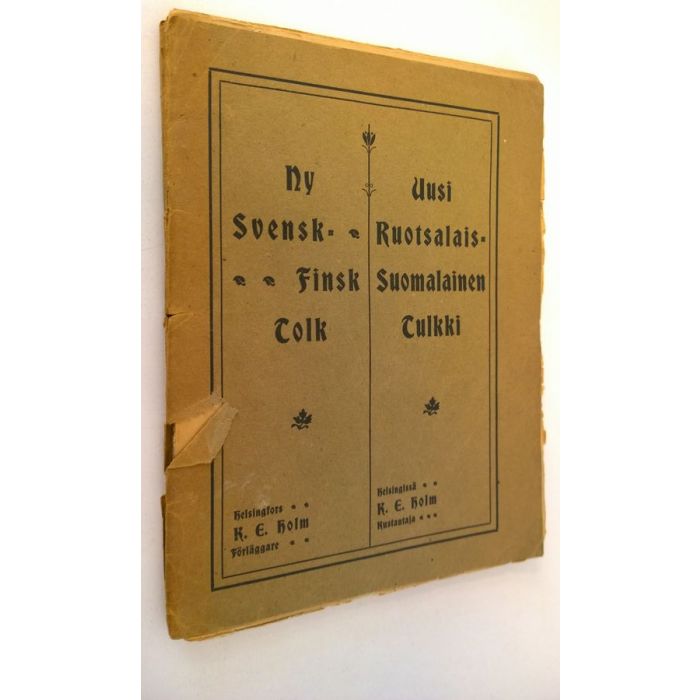 Ny
Svensk-
Finsk
Tolk
Helsingfors
K. E. Holm
Förläggare
Uusi
Ruotsalais-
Suomalainen
Tulkki
Helsingissä
K. E. Holm
Kustantaja